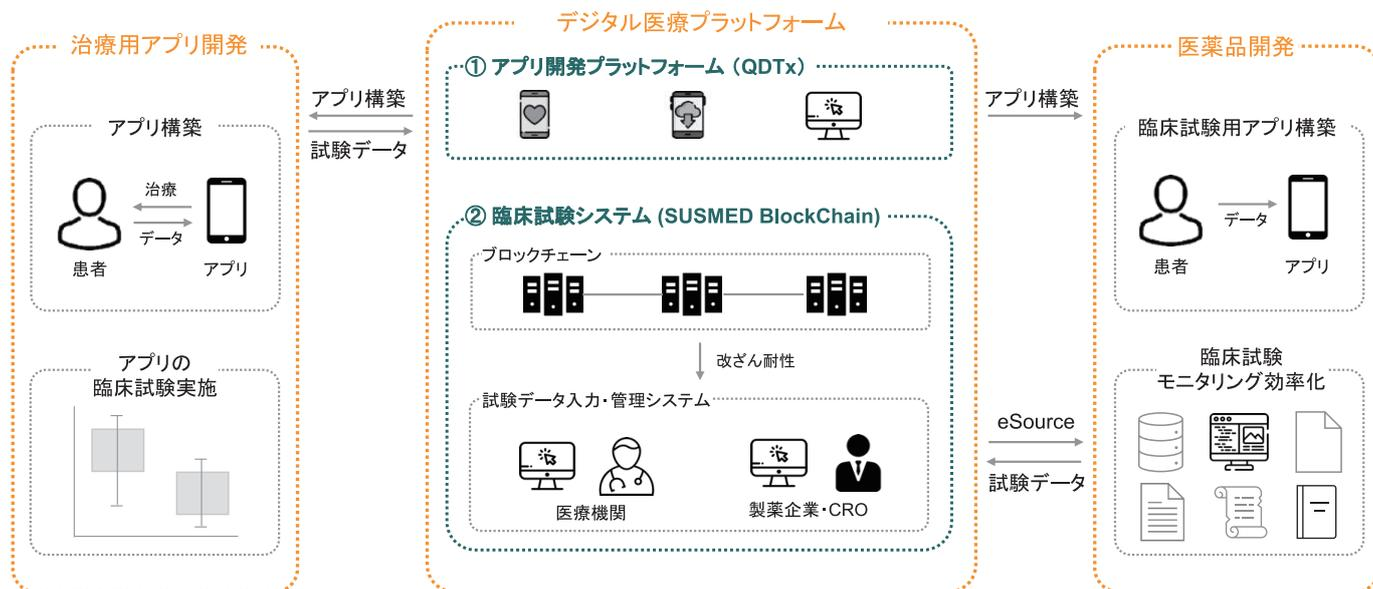 治療用アプリ開発
アプリ構築
治療
データ
患者
アプリ
アプリの
臨床試験実施
アプリ構築
試験データ
デジタル医療プラットフォーム
① アプリ開発プラットフォーム（QDTx）
② 臨床試験システム (SUSMED BlockChain)
ブロックチェーン
改ざん耐性
試験データ入力・管理システム
医療機関
製薬企業・CRO
アプリ構築
eSource
試験データ
医薬品開発
臨床試験用アプリ構築
データ
患者
アプリ
臨床試験
モニタリング効率化